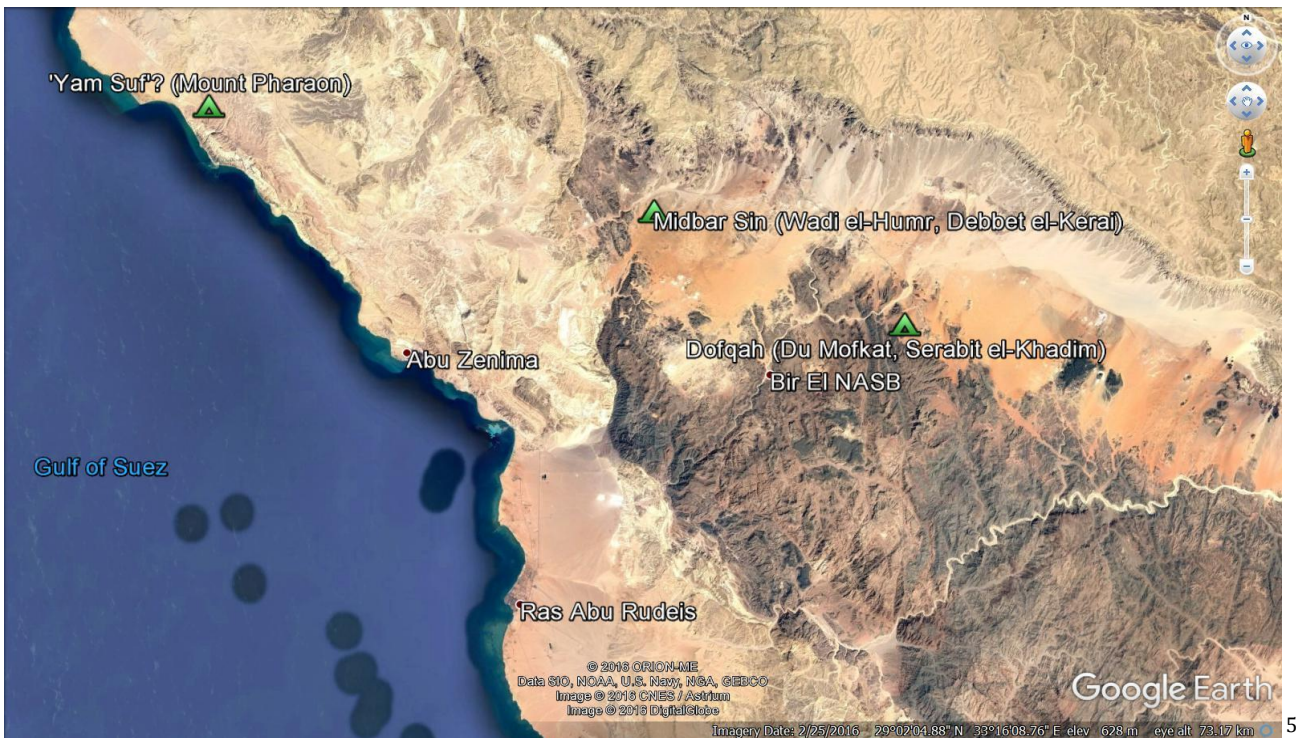 N
'Yam Suf'? (Mount Pharaon)
Midbar Sin (Wadi el-Humr, Debbet el-Kerai)
Dofqah (Du Mofkat, Serabit el-Khadim)
Abu Zenima
Bir El NASB
Gulf of Suez
Ras Abu Rudeis
© 2016 ORION-ME
Data SIO, NOAA, U.S. Navy, NGA, GEBCO
Image © 2016 CNES / Astrium
Image © 2016 DigitalGlobe
Google Earth
Imagery Date: 2/25/2016 29°02'04.88" N 33°16'08.76" E elev 628 m eye alt 73.17 km
5